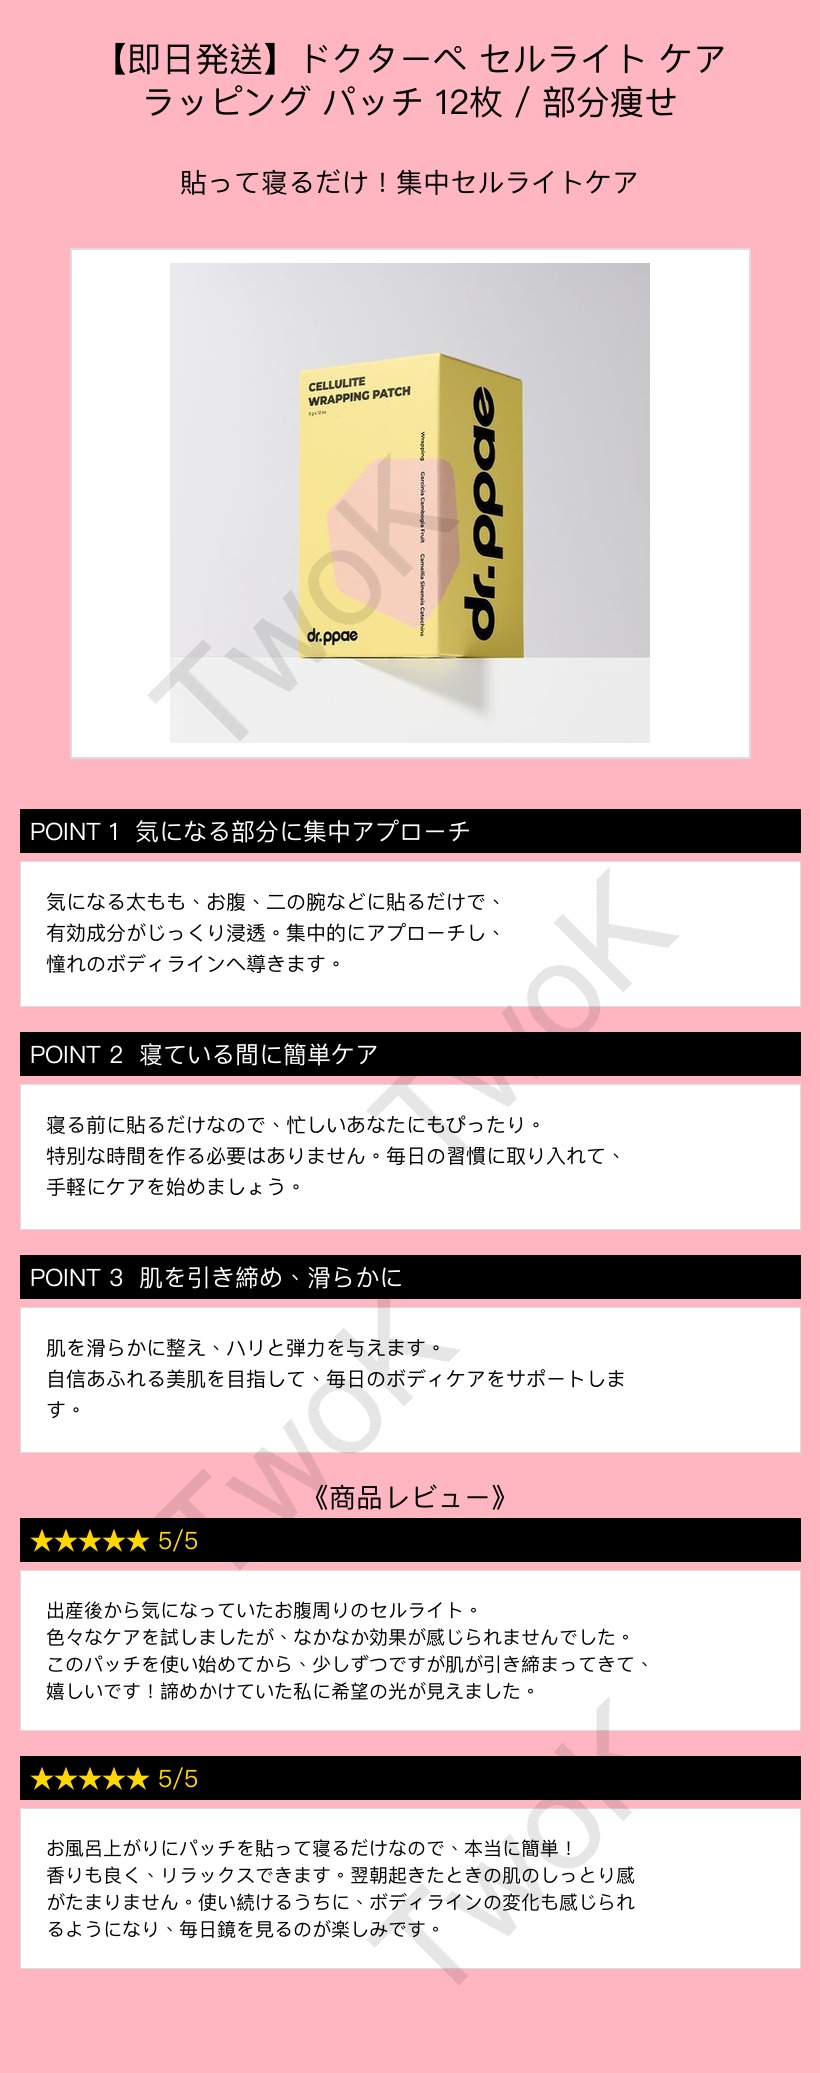 【即日発送】ドクターペ セルライト ケア
ラッピング パッチ 12枚 / 部分痩せ
貼って寝るだけ！集中セルライトケア
CELLULITE
WRAPPING PATCH
Wrapping Garcinia Cambogia Fruit Camellia Sinensis Catechins
dr.ppae
dr.ppae
TwoK
POINT 1 気になる部分に集中アプローチ
気になる太もも、お腹、二の腕などに貼るだけで、
有効成分がじっくり浸透。集中的にアプローチし、
憧れのボディラインへ導きます。
TwoK
POINT 2 寝ている間に簡単ケア
寝る前に貼るだけなので、忙しいあなたにもぴったり。
特別な時間を作る必要はありません。毎日の習慣に取り入れて、
手軽にケアを始めましょう。
POINT 3 肌を引き締め、滑らかに
肌を滑らかに整え、ハリと弾力を与えます。
自信あふれる美肌を目指して、毎日のボディケアをサポートしま
す。
TwoK
《商品レビュー》
★★★★★ 5/5
出産後から気になっていたお腹周りのセルライト。
色々なケアを試しましたが、なかなか効果が感じられませんでした。
このパッチを使い始めてから、少しずつですが肌が引き締まってきて、
嬉しいです！諦めかけていた私に希望の光が見えました。
★★★★★ 5/5
お風呂上がりにパッチを貼って寝るだけなので、本当に簡単！
香りも良く、リラックスできます。翌朝起きたときの肌のしっとり感
がたまりません。使い続けるうちに、ボディラインの変化も感じられ
るようになり、毎日鏡を見るのが楽しみです。
TwoK